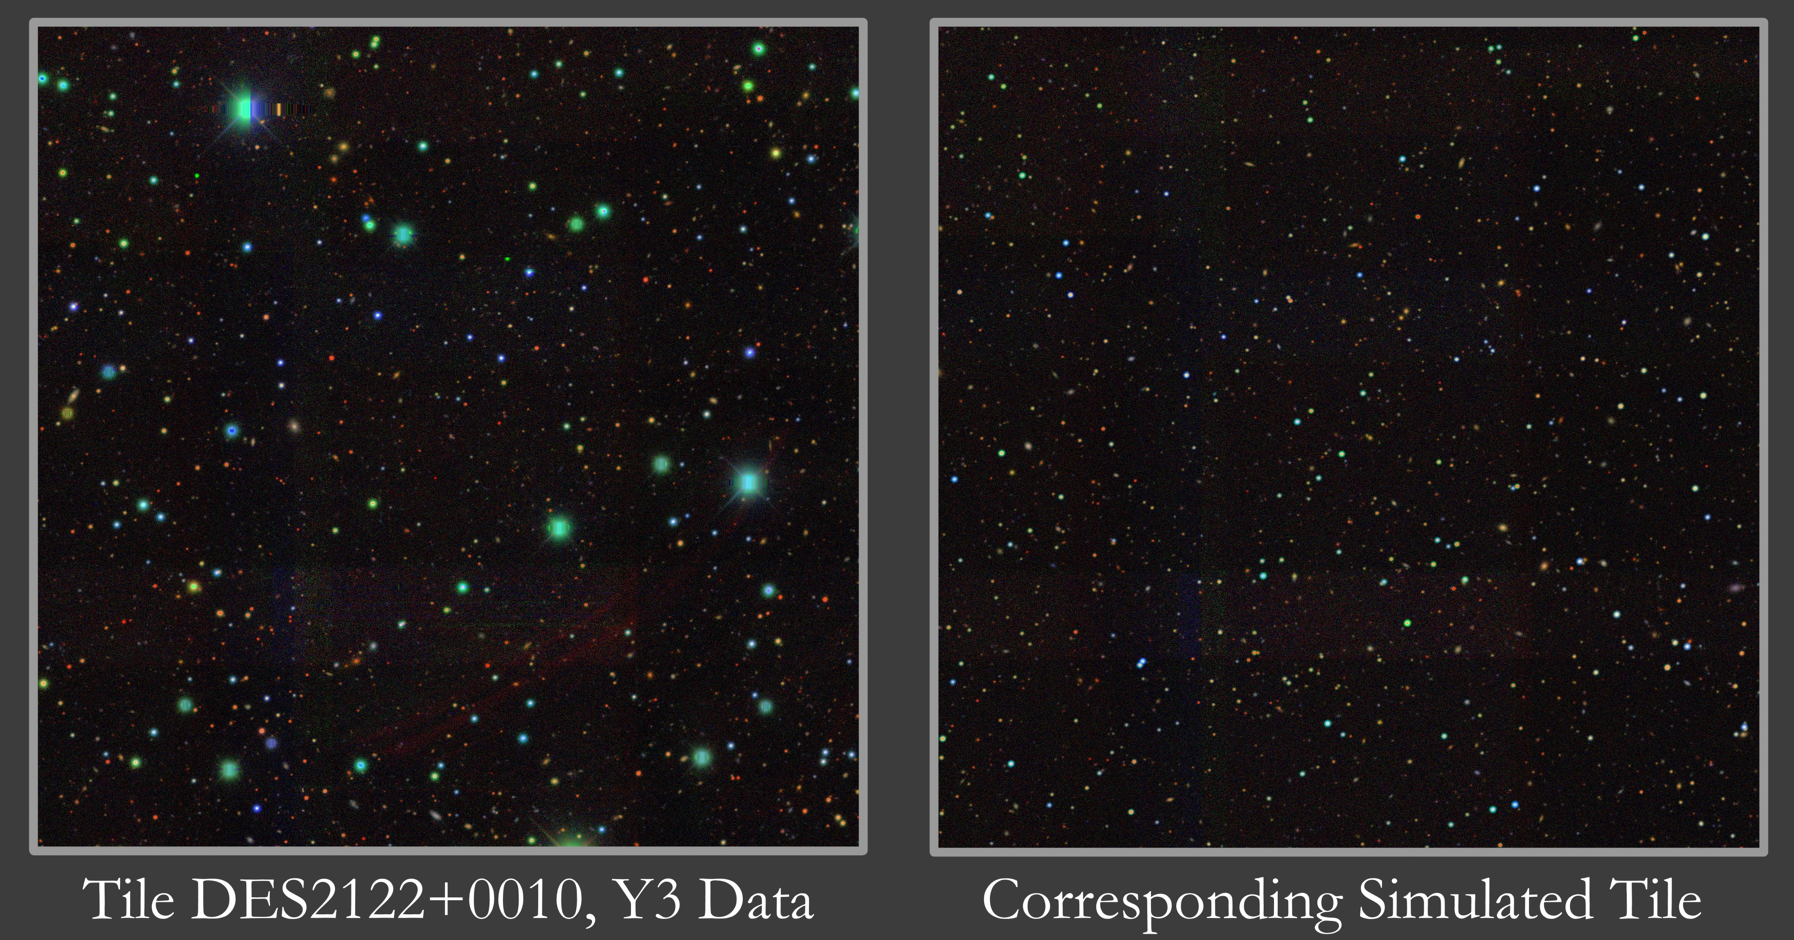 Tile DES2122+0010, Y3 Data
Corresponding Simulated Tile